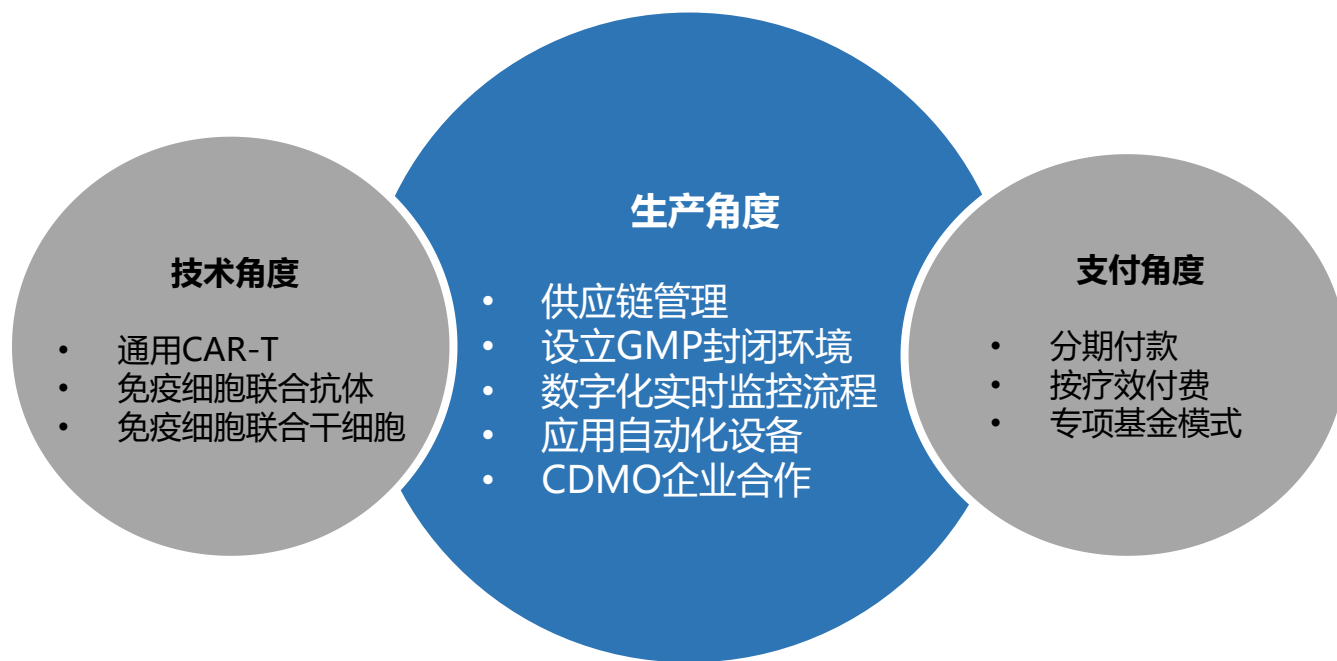 技术角度
• 通用CAR-T
• 免疫细胞联合抗体
• 免疫细胞联合干细胞
生产角度
• 供应链管理
• 设立GMP封闭环境
• 数字化实时监控流程
• 应用自动化设备
• CDMO企业合作
支付角度
• 分期付款
• 按疗效付费
• 专项基金模式